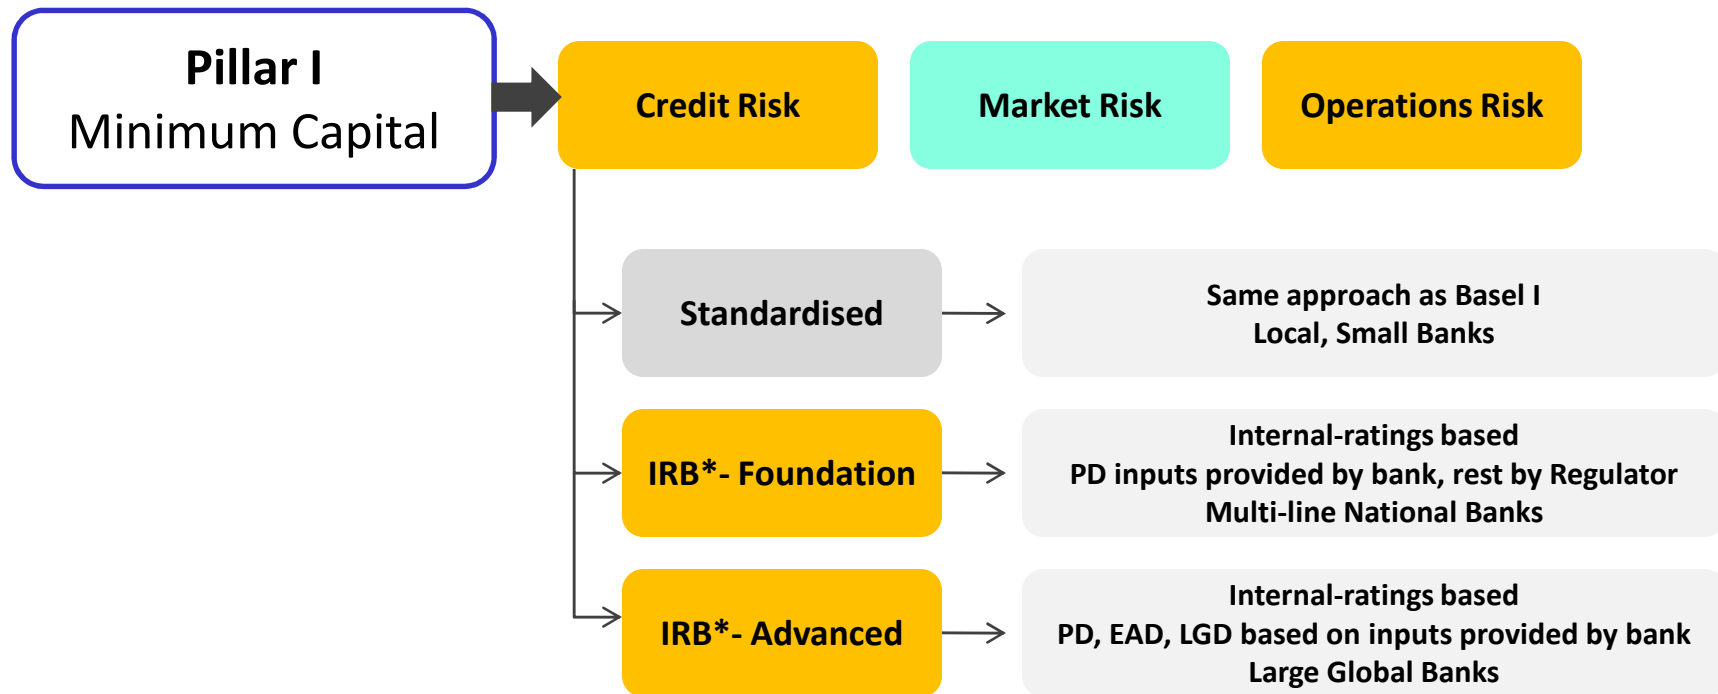 Pillar I
Minimum Capital
Credit Risk
Market Risk
Operations Risk
Standardised
Same approach as Basel I
Local, Small Banks
IRB*- Foundation
Internal-ratings based
PD inputs provided by bank, rest by Regulator
Multi-line National Banks
IRB*- Advanced
Internal-ratings based
PD, EAD, LGD based on inputs provided by bank
Large Global Banks